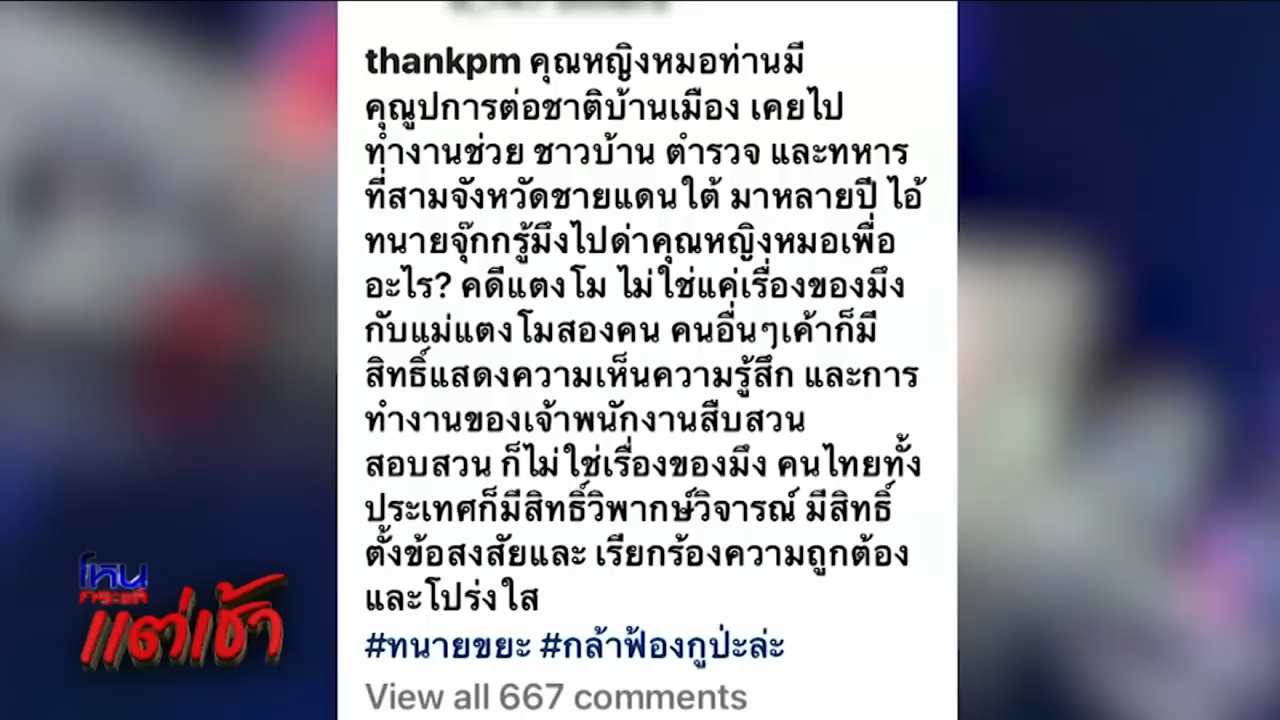 thankpm คุณหญิงหมอท่านมี
คุณูปการต่อชาติบ้านเมือง เคยไป
ทำงานช่วย ชาวบ้าน ตำรวจ และทหาร
ที่สามจังหวัดชายแดนใต้ มาหลายปี ไอ้
ทนายจุ๊กกรู้มึงไปด่าคุณหญิงหมอเพื่อ
อะไร? คดีแตงโม ไม่ใช่แค่เรื่องของมึง
กับแม่แตงโมสองคน คนอื่นๆเค้าก็มี
สิทธิ์แสดงความเห็นความรู้สึก และการ
ทำงานของเจ้าพนักงานสืบสวน
สอบสวน ก็ไม่ใช่เรื่องของมึง คนไทยทั้ง
ประเทศก็มีสิทธิ์วิพากษ์วิจารณ์ มีสิทธิ์
ตั้งข้อสงสัยและ เรียกร้องความถูกต้อง
และโปร่งใส
#ทนายขยะ #กล้าฟ้องกูป่ะล่ะ
View all 667 comments
โหนกระแส
แต่เช้า